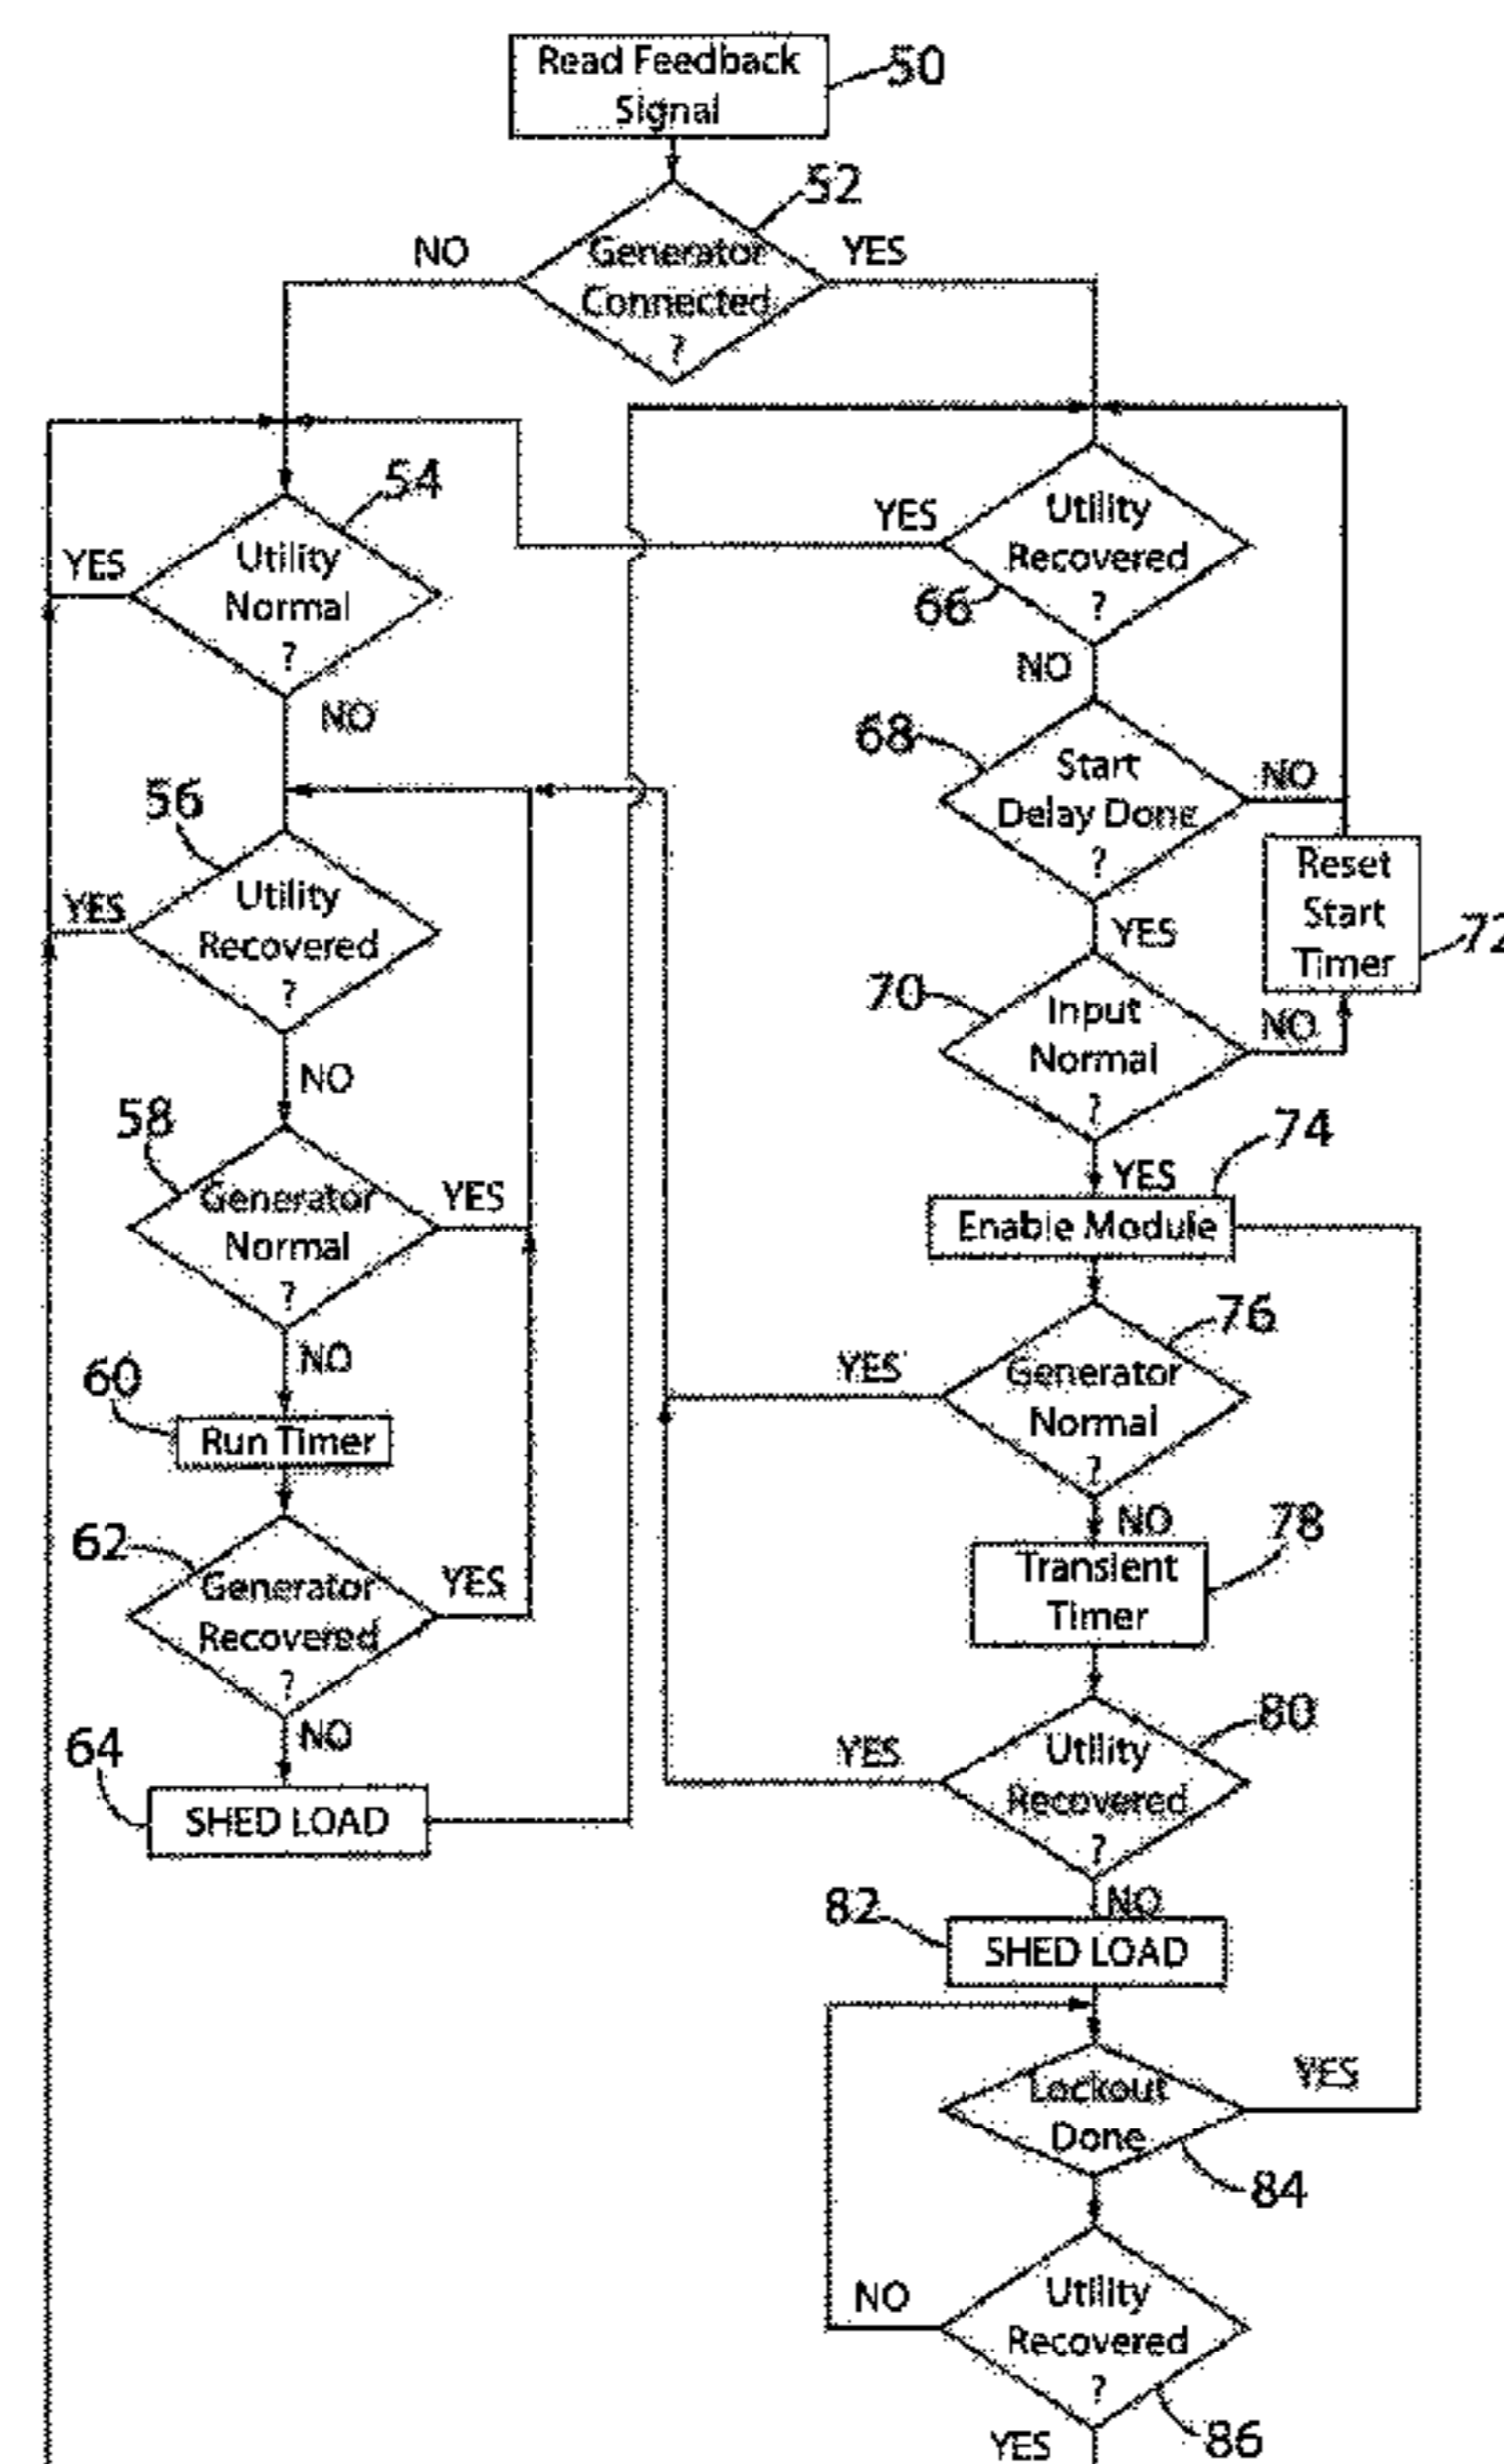 Read Feedback
Signal
50
52
NO
Generator
Connected
?
YES
54
YES
Utility
Normal
?
NO
56
YES
Utility
Recovered
?
NO
58
Generator
Normal
?
YES
NO
60
Run Timer
62
Generator
Recovered
?
YES
NO
64
SHED LOAD
YES
Utility
Recovered
?
66
NO
68
Start
Delay Done
?
NO
YES
Reset
Start
Timer
72
70
Input
Normal
?
NO
YES
74
Enable Module
76
YES
Generator
Normal
?
NO
78
Transient
Timer
80
YES
Utility
Recovered
?
NO
82
SHED LOAD
Lockout
Done
YES
84
NO
Utility
Recovered
?
86
YES